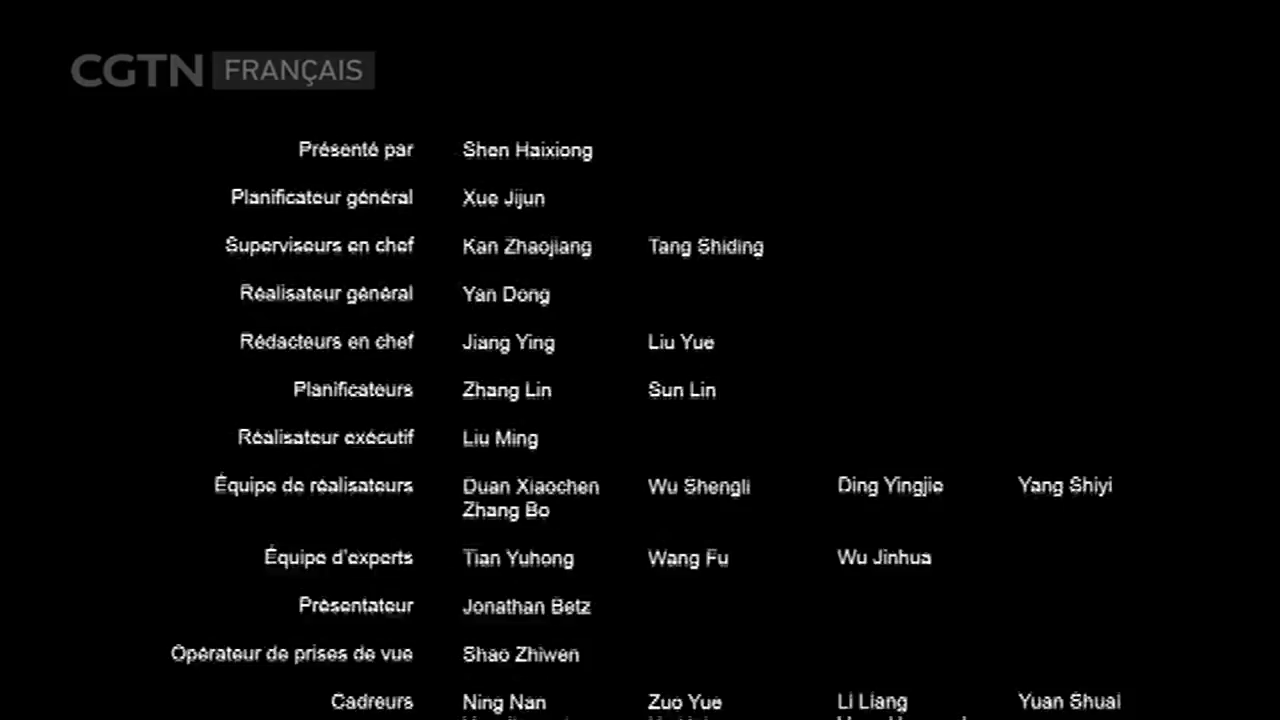 CGTN FRANÇAIS
Présenté par Shen Haixiong
Planificateur général Xue Jijun
Superviseurs en chef Kan Zhaojiang Tang Shiding
Réalisateur général Yan Dong
Rédacteurs en chef Jiang Ying Liu Yue
Planificateurs Zhang Lin Sun Lin
Réalisateur exécutif Liu Ming
Équipe de réalisateurs Duan Xiaochen Wu Shengli Ding Yingjie Yang Shiyi
Zhang Bo
Équipe d'experts Tian Yuhong Wang Fu Wu Jinhua
Présentateur Jonathan Betz
Opérateur de prises de vue Shao Zhiwen
Cadreurs Ning Nan Zuo Yue Li Liang Yuan Shuai